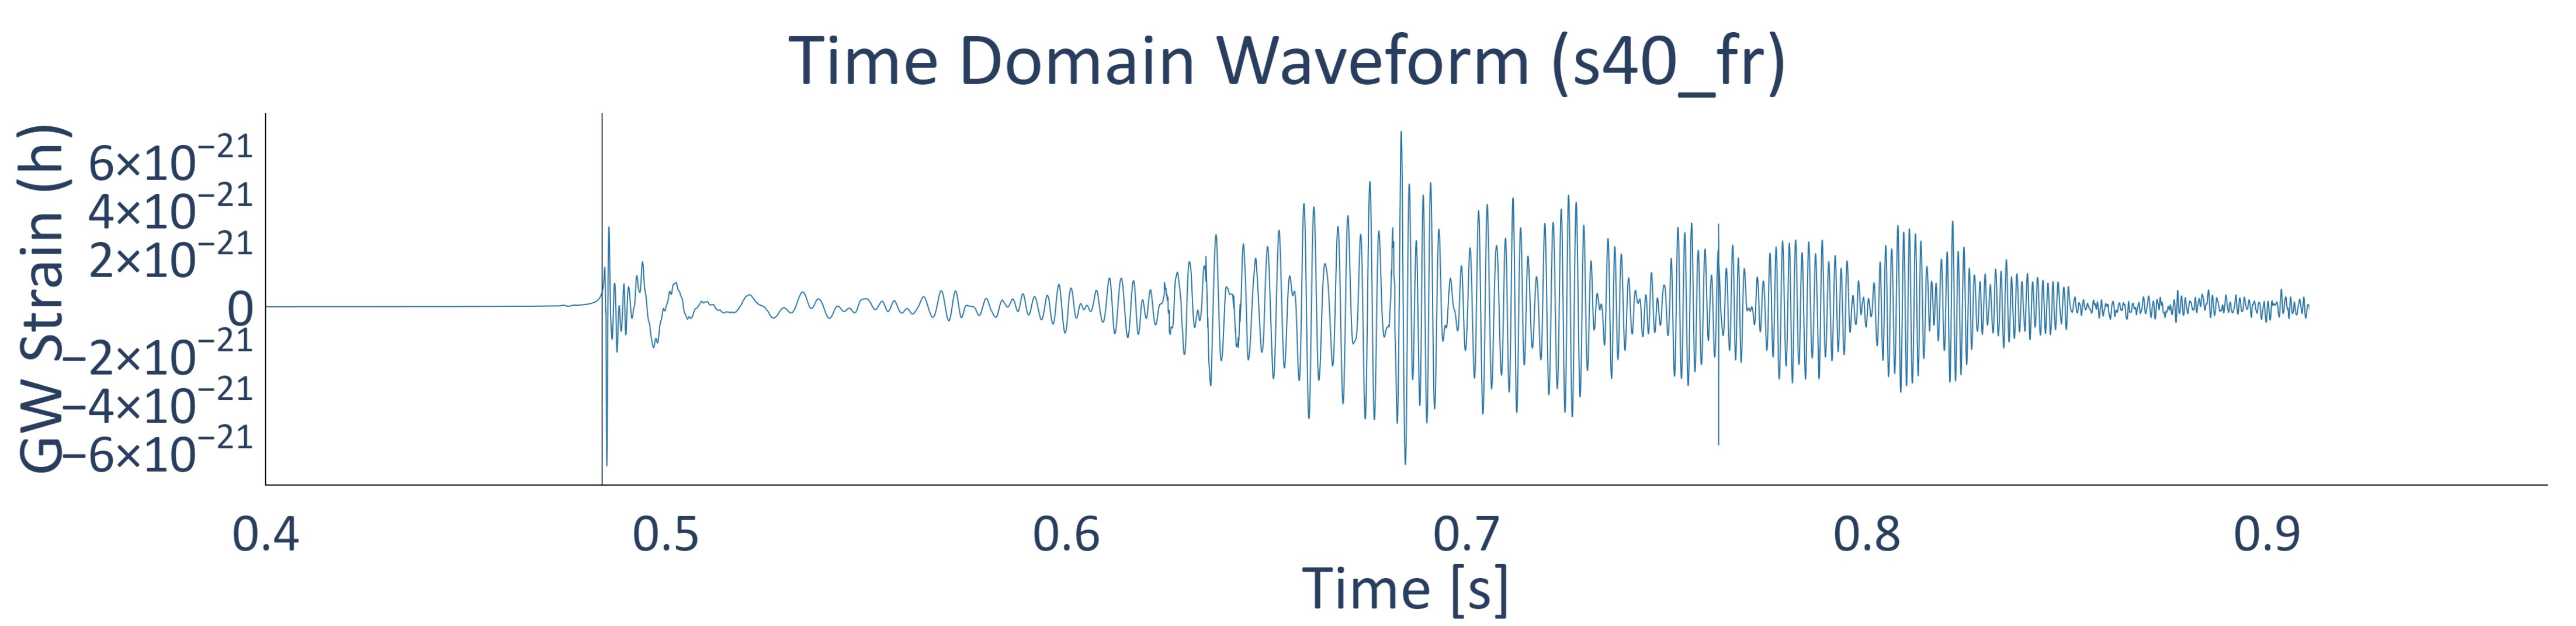 Time Domain Waveform (s40_fr)
GW Strain (h)
6×10⁻²¹
4×10⁻²¹
2×10⁻²¹
0
−2×10⁻²¹
−4×10⁻²¹
−6×10⁻²¹
0.4 0.5 0.6 0.7 0.8 0.9
Time [s]